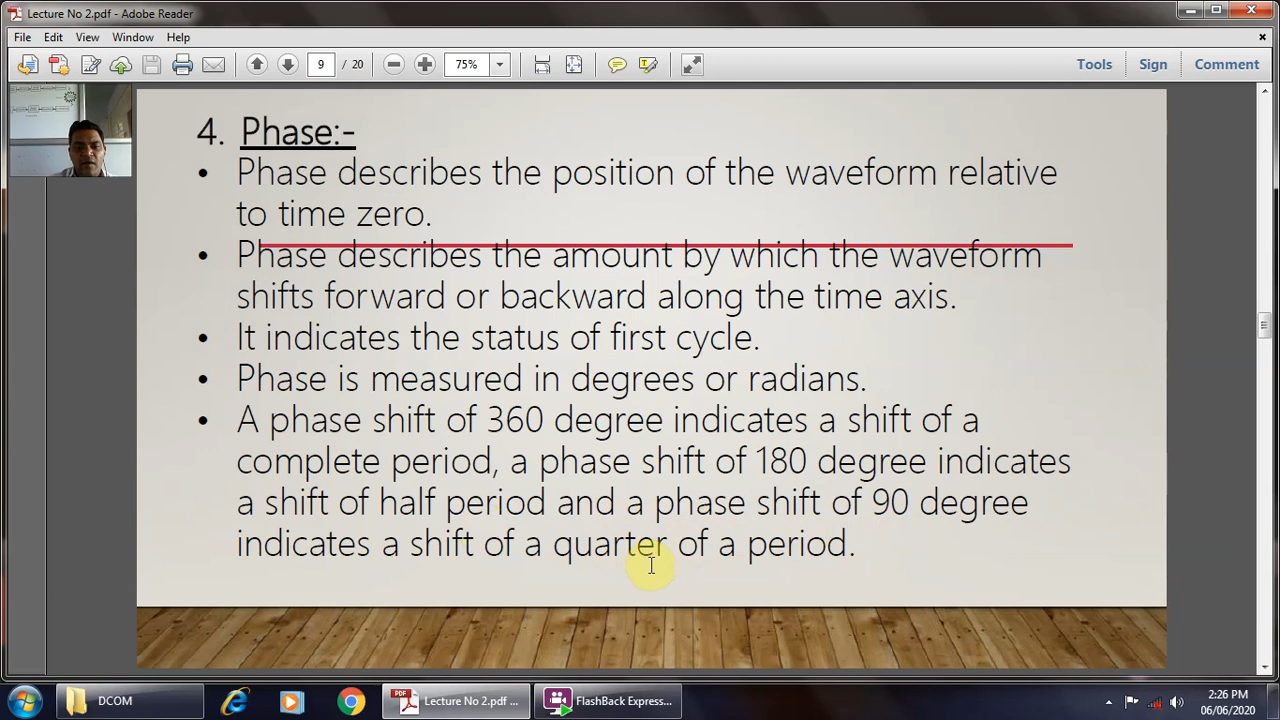 Lecture No 2.pdf - Adobe Reader
File Edit View Window Help
9 / 20 75% Tools Sign Comment
4. Phase:-
• Phase describes the position of the waveform relative
to time zero.
• Phase describes the amount by which the waveform
shifts forward or backward along the time axis.
• It indicates the status of first cycle.
• Phase is measured in degrees or radians.
• A phase shift of 360 degree indicates a shift of a
complete period, a phase shift of 180 degree indicates
a shift of half period and a phase shift of 90 degree
indicates a shift of a quarter of a period.
DCOM
PDF
Lecture No 2.pdf ...
FlashBack Express...
2:26 PM
06/06/2020